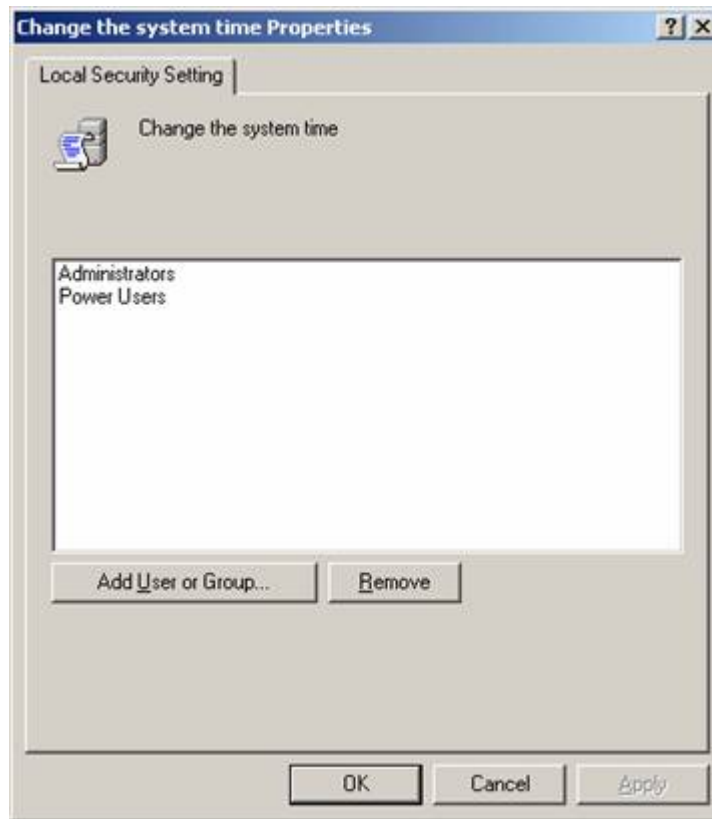 Change the system time Properties
Local Security Setting
Change the system time
Administrators
Power Users
Add User or Group...
Remove
OK
Cancel
Apply